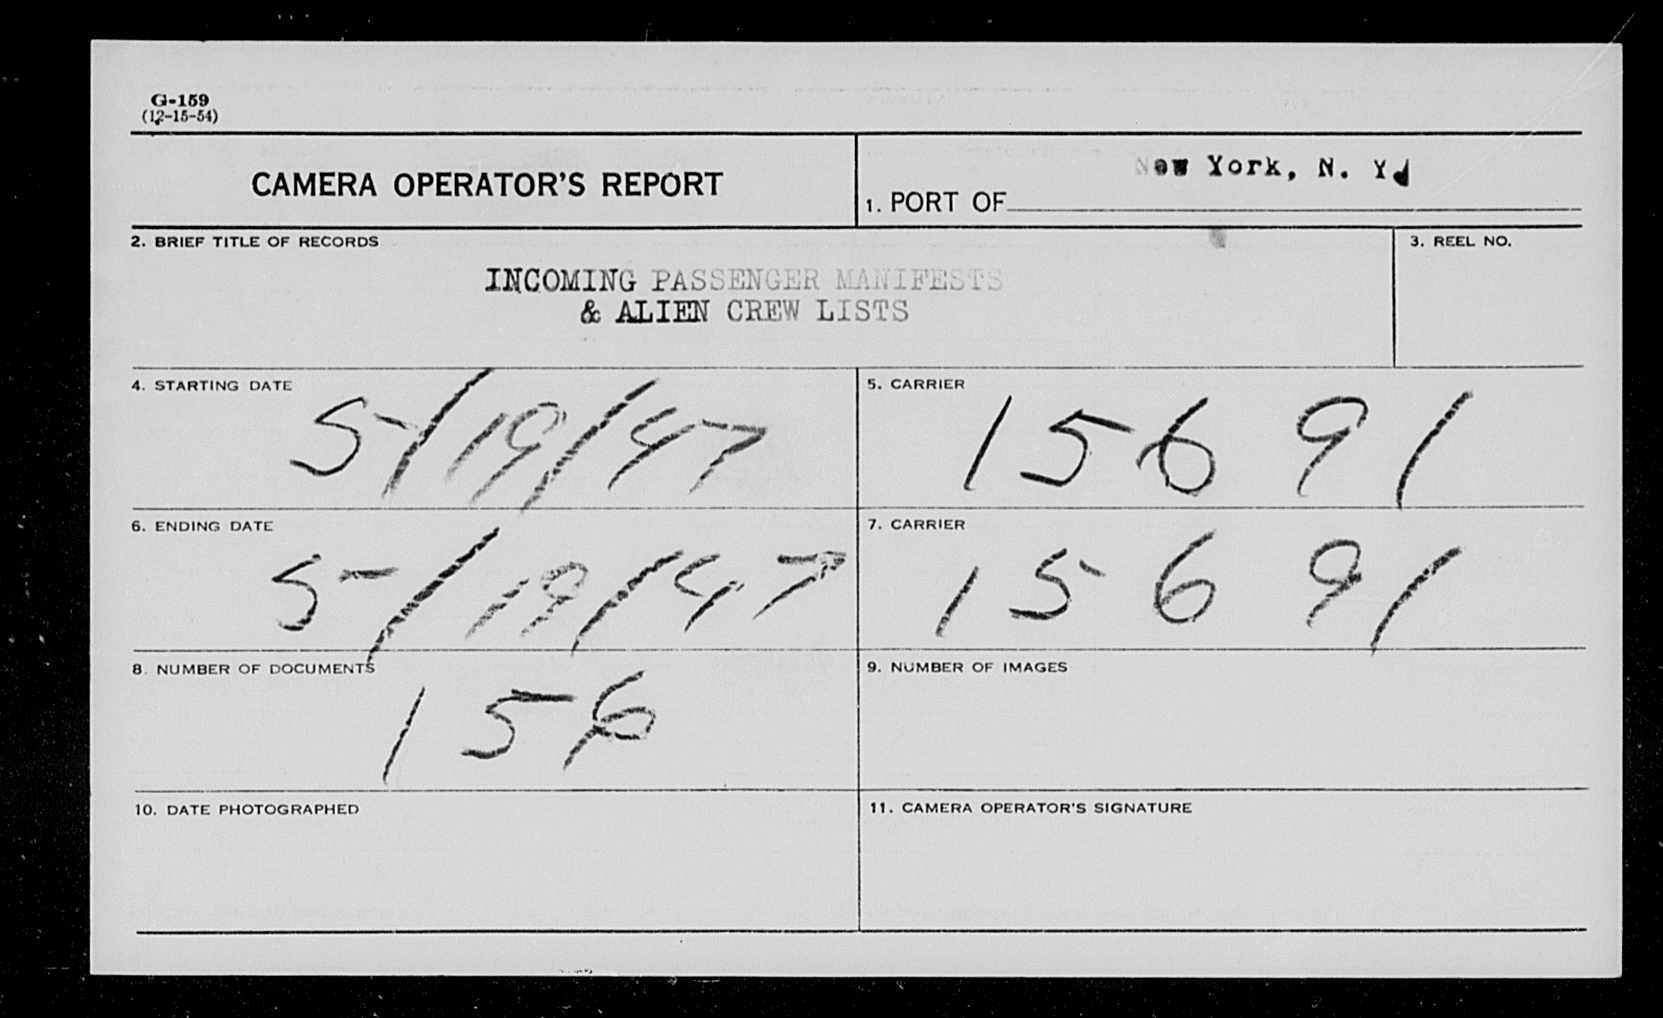 G-159
(12-15-54)
CAMERA OPERATOR'S REPORT
1. PORT OF New York, N. Y.
2. BRIEF TITLE OF RECORDS
INCOMING PASSENGER MANIFESTS
& ALIEN CREW LISTS
3. REEL NO.
4. STARTING DATE
5/19/47
5. CARRIER
15691
6. ENDING DATE
5/19/47
7. CARRIER
15691
8. NUMBER OF DOCUMENTS
156
9. NUMBER OF IMAGES
10. DATE PHOTOGRAPHED
11. CAMERA OPERATOR'S SIGNATURE